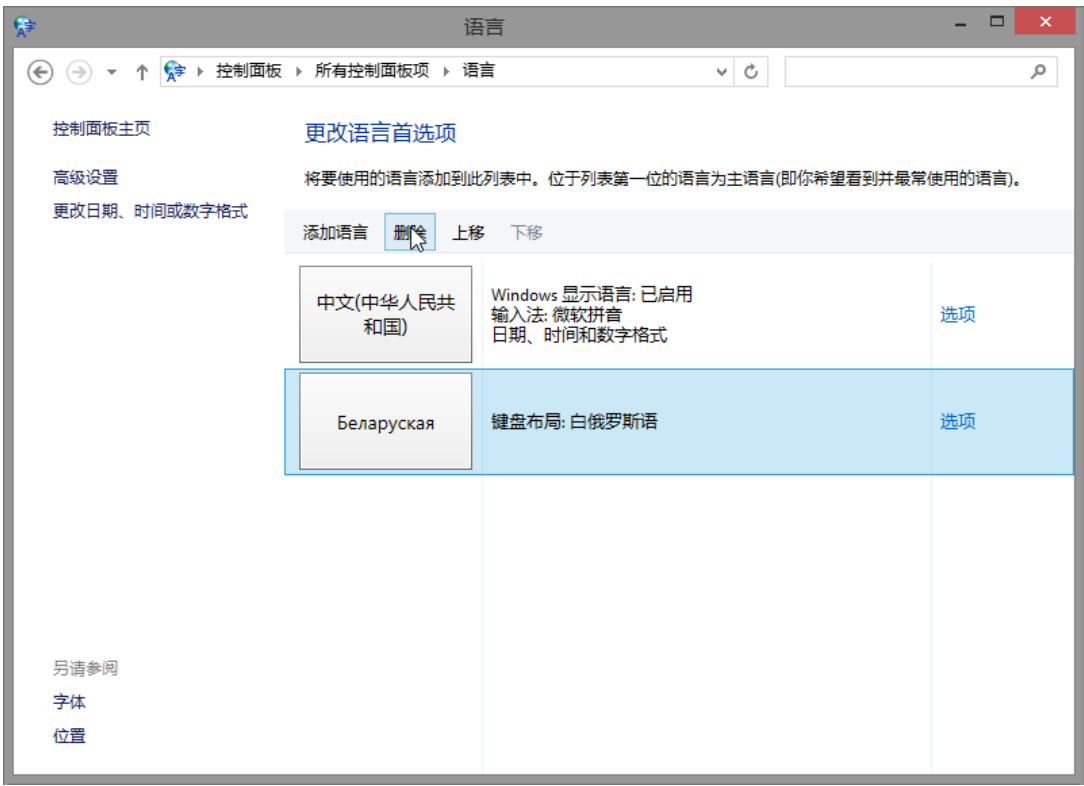 语言
控制面板 所有控制面板项 语言
控制面板主页
高级设置
更改日期、时间或数字格式
更改语言首选项
将要使用的语言添加到此列表中。位于列表第一位的语言为主语言(即你希望看到并最常使用的语言)。
添加语言 删除 上移 下移
中文(中华人民共
和国)
Windows 显示语言: 已启用
输入法: 微软拼音
日期、时间和数字格式
选项
Беларуская
键盘布局: 白俄罗斯语
选项
另请参阅
字体
位置